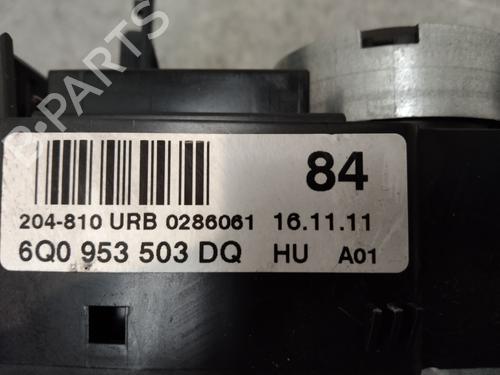 B-PARTS
84
204-810 URB 0286061 16.11.11
6Q0 953 503 DQ HU A01